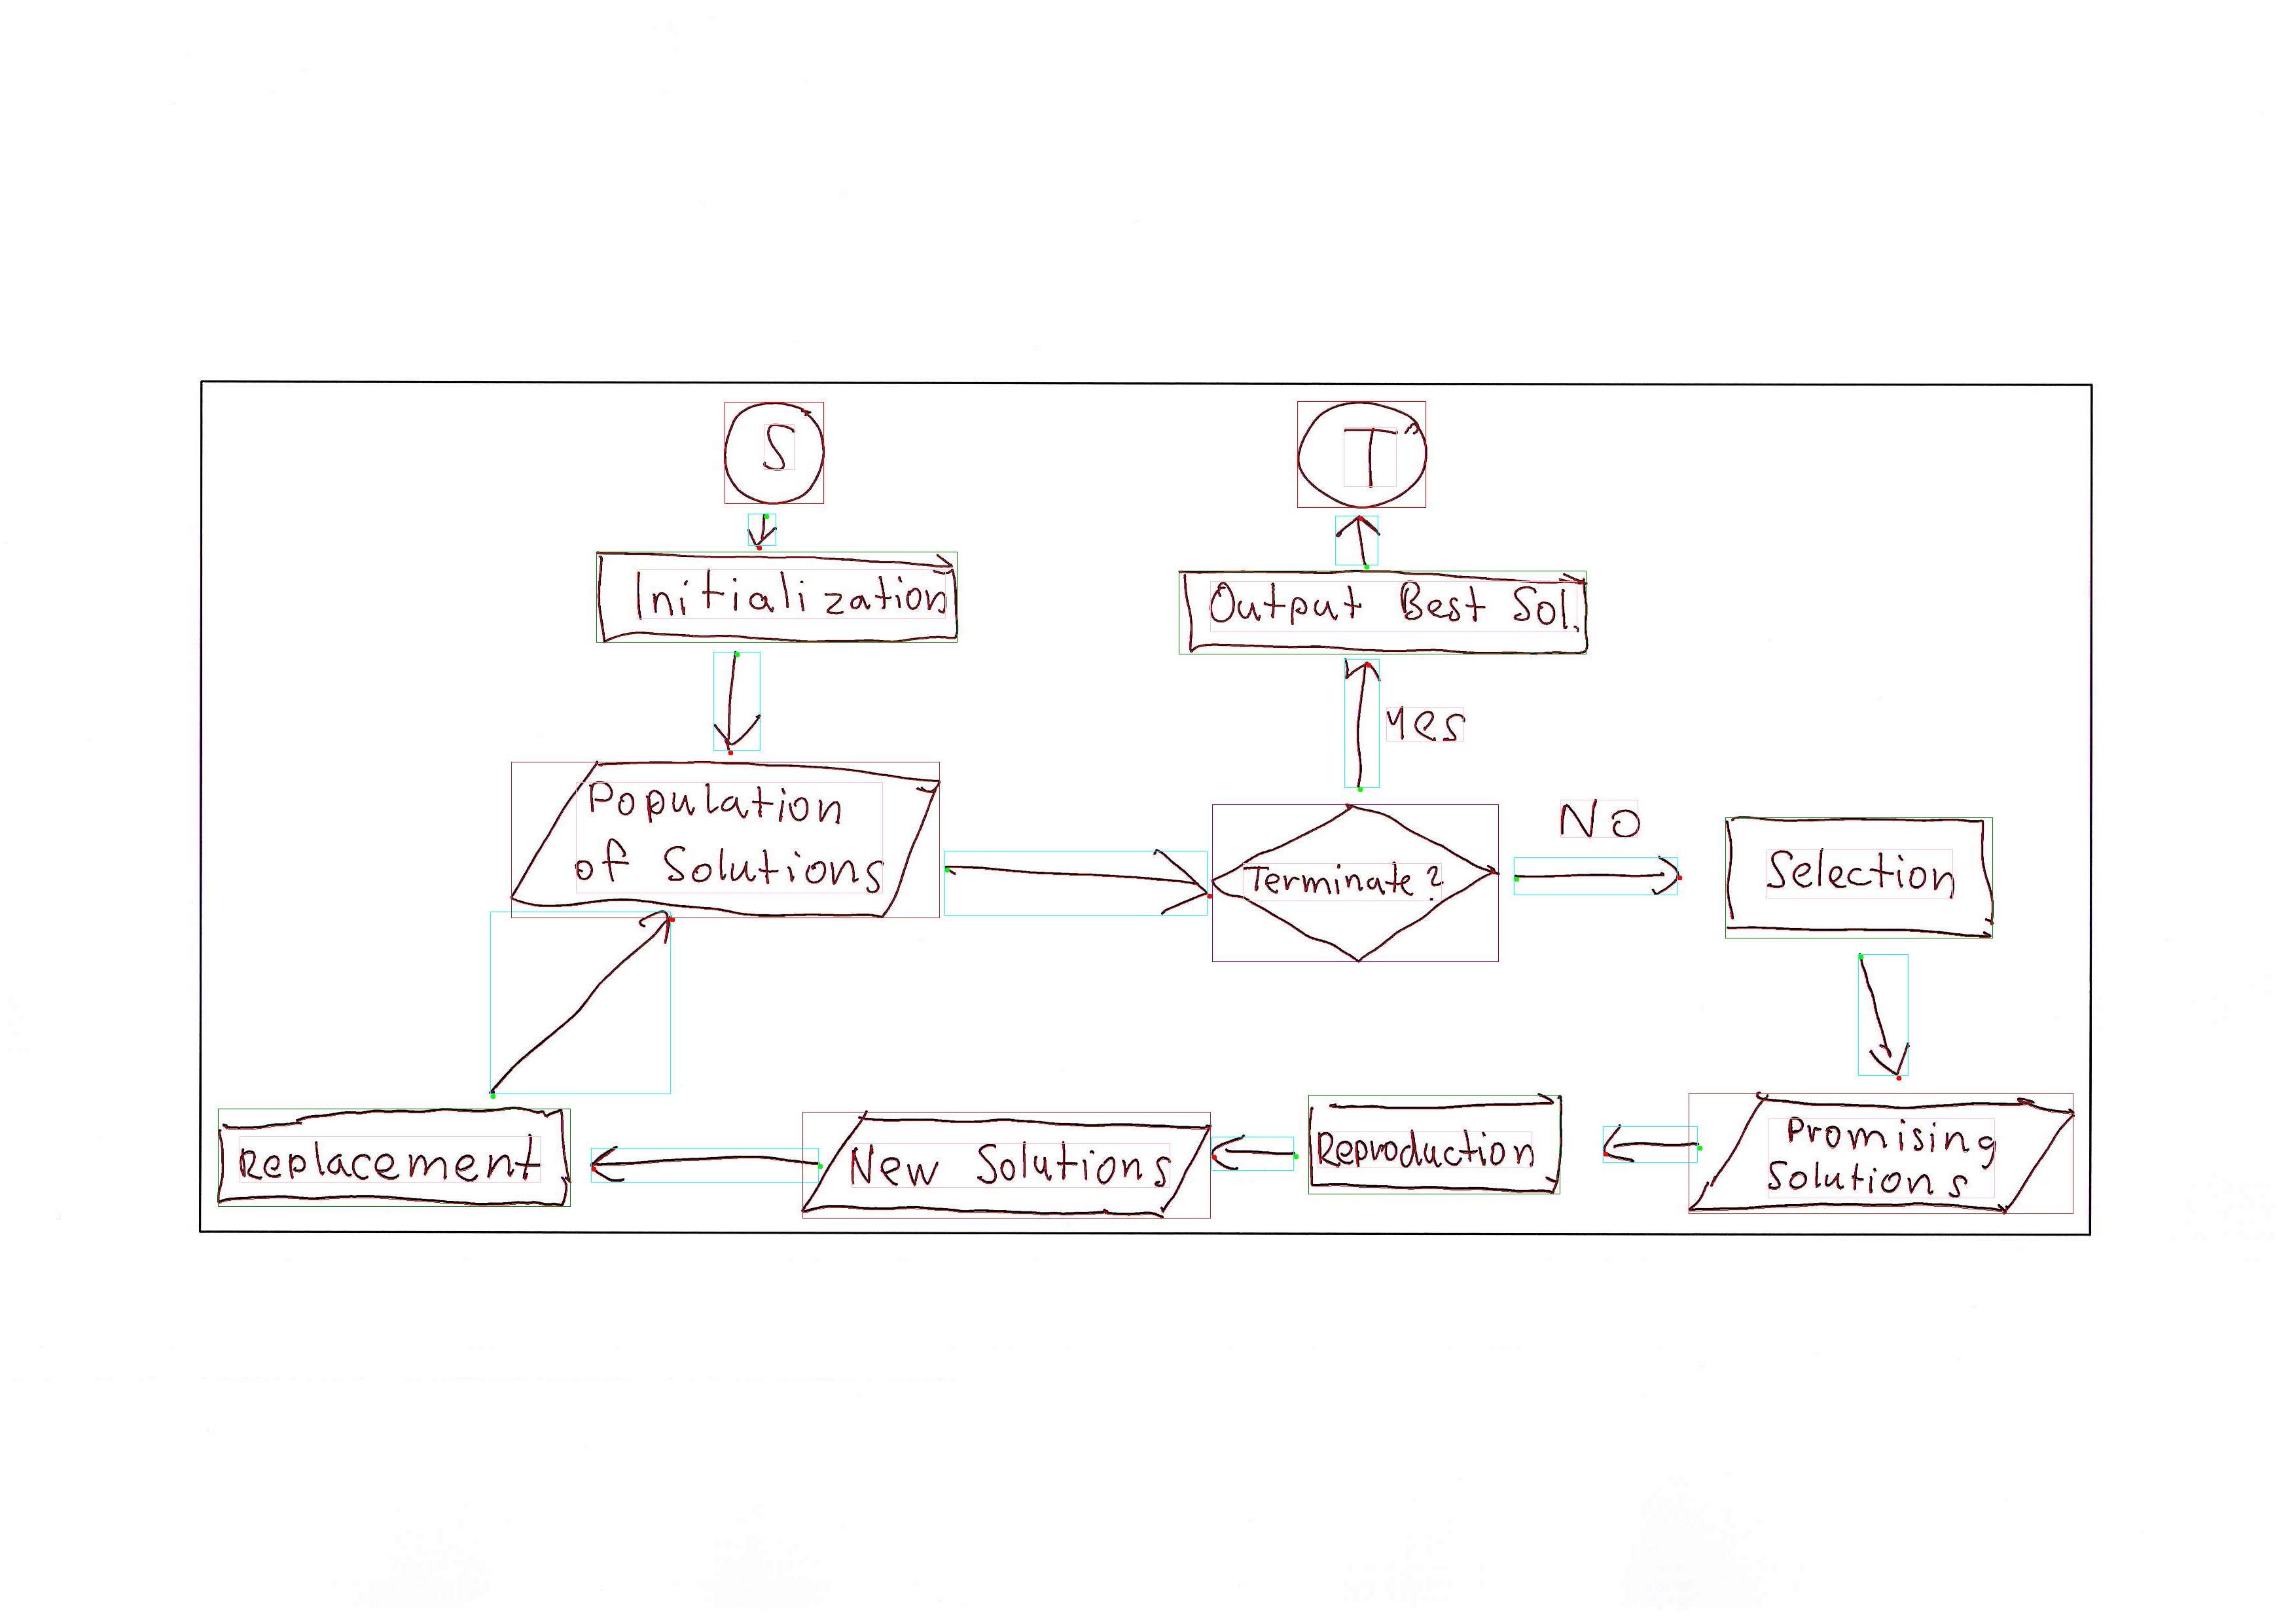 S
T
Initialization
Output Best Sol.
Yes
Population
of Solutions
Terminate?
No
Selection
Replacement
New Solutions
Reproduction
Promising
Solutions